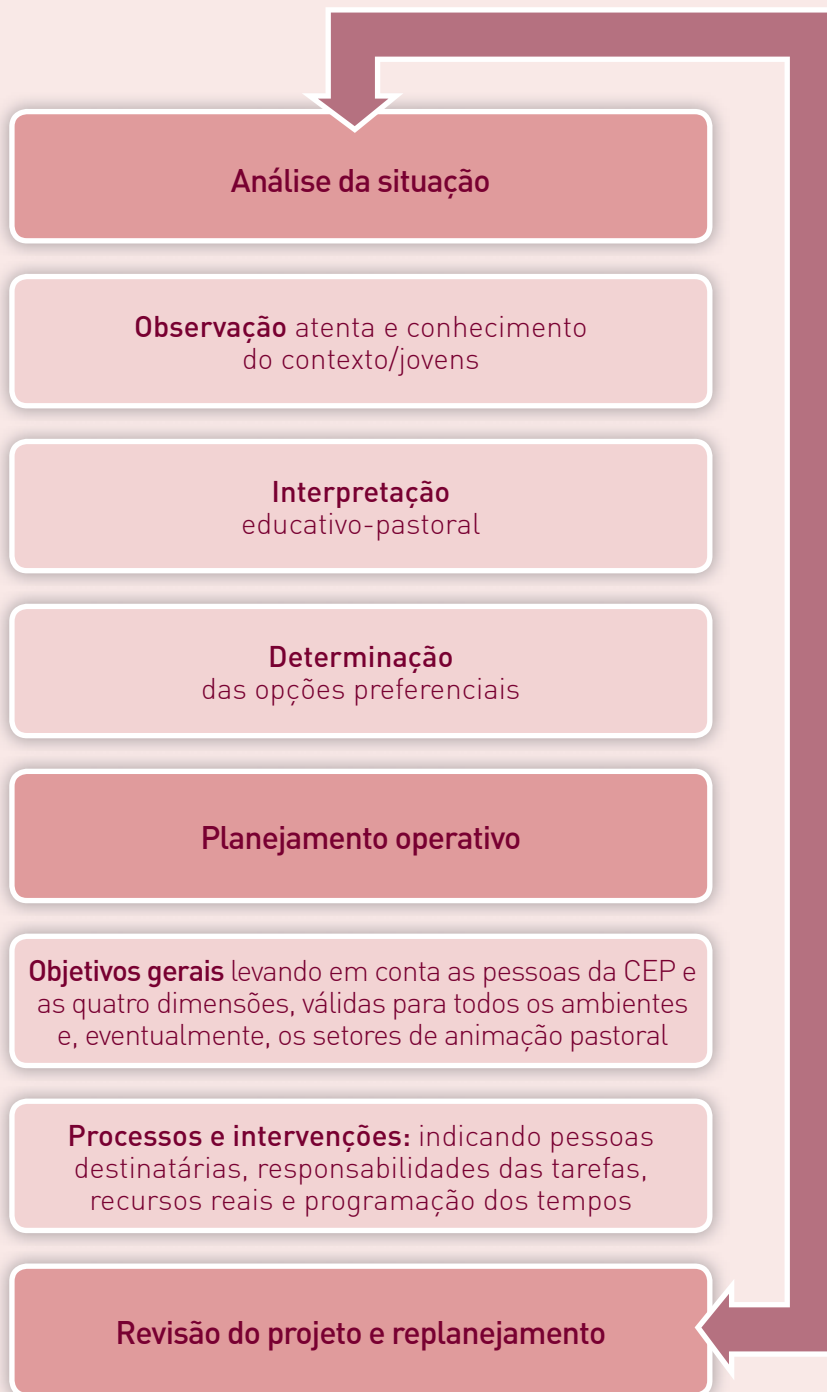 Análise da situação
Observação atenta e conhecimento
do contexto/jovens
Interpretação
educativo-pastoral
Determinação
das opções preferenciais
Planejamento operativo
Objetivos gerais levando em conta as pessoas da CEP e
as quatro dimensões, válidas para todos os ambientes
e, eventualmente, os setores de animação pastoral
Processos e intervenções: indicando pessoas
destinatárias, responsabilidades das tarefas,
recursos reais e programação dos tempos
Revisão do projeto e replanejamento